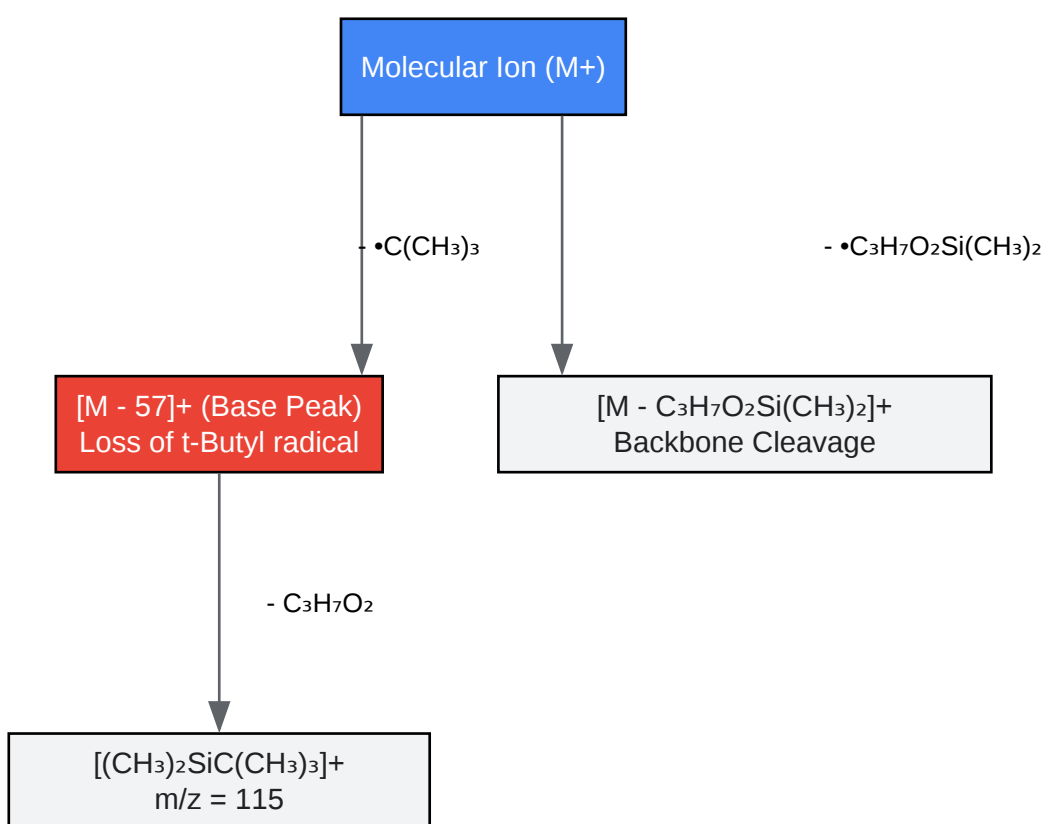 Molecular Ion (M+)
- •C(CH₃)₃
- •C₃H₇O₂Si(CH₃)₂
[M - 57]+ (Base Peak)
Loss of t-Butyl radical
[M - C₃H₇O₂Si(CH₃)₂]+
Backbone Cleavage
- C₃H₇O₂
[(CH₃)₂SiC(CH₃)₃]+
m/z = 115